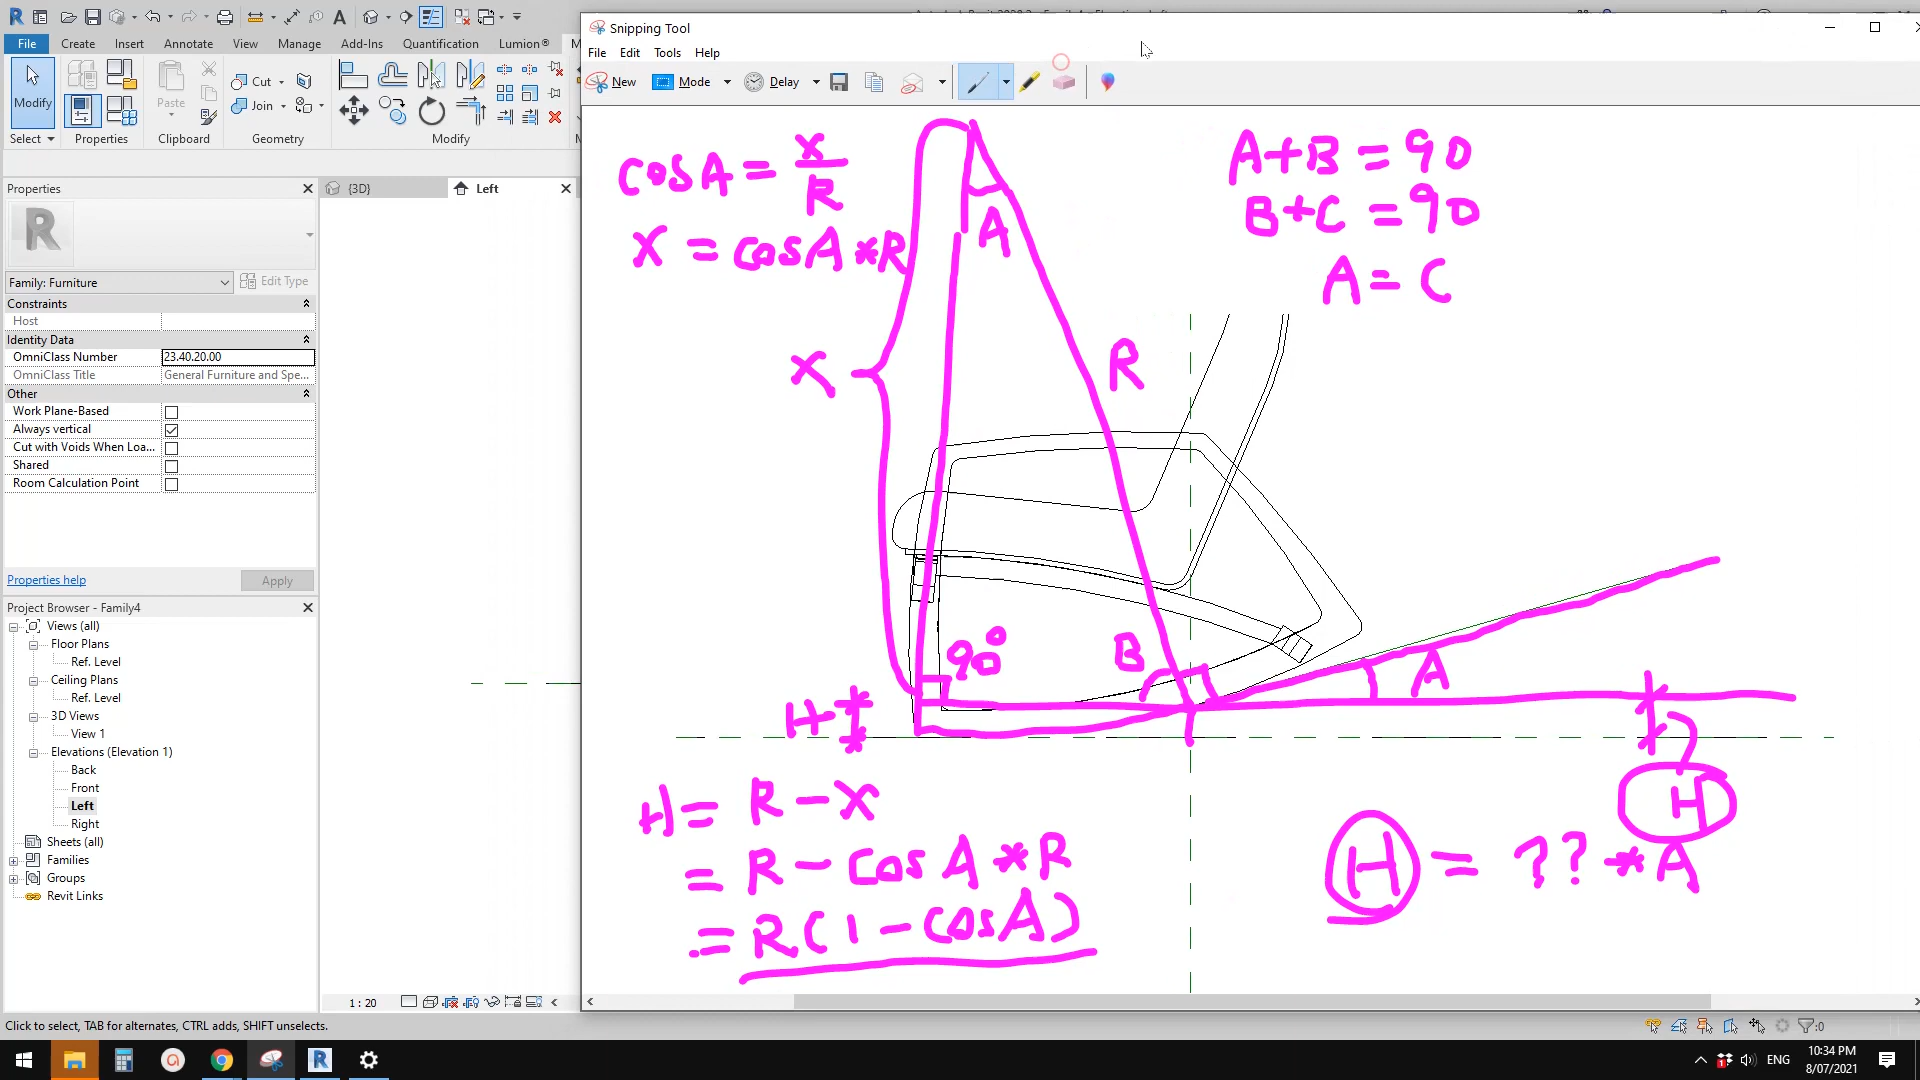 File Create Insert Annotate View Manage Add-Ins Quantification Lumion®
Modify
Select
Properties
Paste
Clipboard
Cut
Join
Geometry
Modify
Properties
R
Family: Furniture
Edit Type
Constraints
Host
Identity Data
OmniClass Number 23.40.20.00
OmniClass Title General Furniture and Spe...
Other
Work Plane-Based
Always vertical
Cut with Voids When Loa...
Shared
Room Calculation Point
Properties help
Apply
Project Browser - Family4
Views (all)
Floor Plans
Ref. Level
Ceiling Plans
Ref. Level
3D Views
View 1
Elevations (Elevation 1)
Back
Front
Left
Right
Sheets (all)
Families
Groups
Revit Links
{3D}
Left
1 : 20
Snipping Tool
File Edit Tools Help
New Mode Delay
cosA = x
R
X = cosA * R
A+B = 90
B+C = 90
A = C
A
X
R
90°
B
A
H
H
H = R - X
= R - cosA * R
= R(1 - cosA)
H = ?? * A
Click to select, TAB for alternates, CTRL adds, SHIFT unselects.
:0
ENG
10:34 PM
8/07/2021